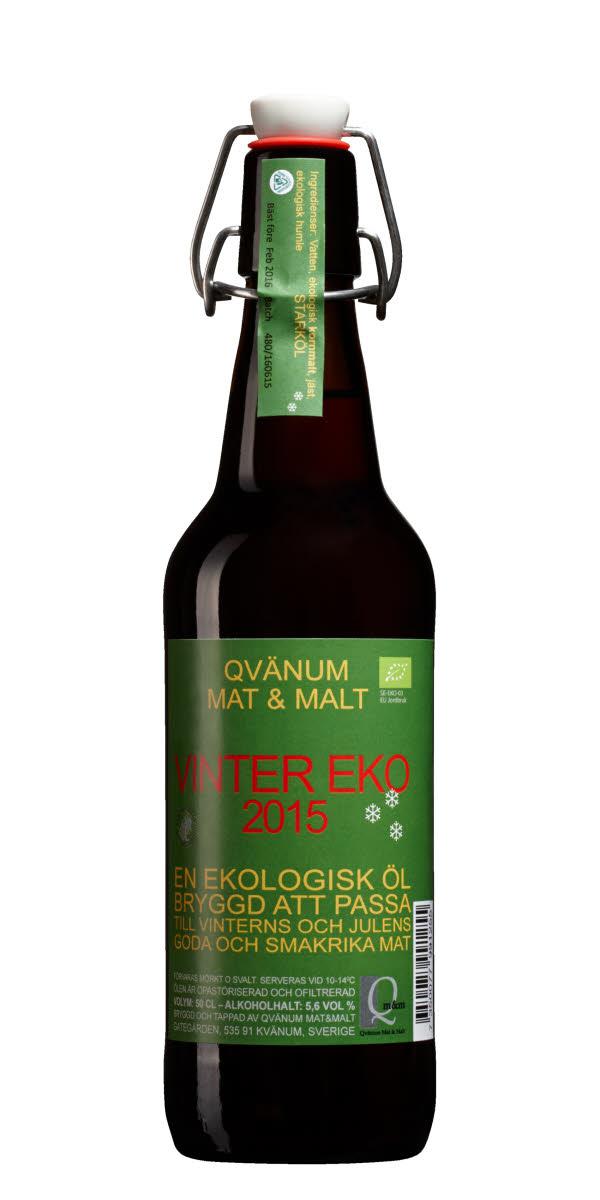 Ingredienser: Vatten, ekologisk kornmalt, jäst,
ekologisk humle
STARKÖL
Bäst före Feb 2016 Batch 480/160615
QVÄNUM
MAT & MALT
SE-EKO-03
EU Jordbruk
VINTER EKO
2015
EN EKOLOGISK ÖL
BRYGGD ATT PASSA
TILL VINTERNS OCH JULENS
GODA OCH SMAKRIKA MAT
FÖRVARAS MÖRKT O SVALT SERVERAS VID 10-14ºC
ÖLEN ÄR OPASTÖRISERAD OCH OFILTRERAD
VOLYM: 50 CL – ALKOHOLHALT: 5,6 VOL %
BRYGGD OCH TAPPAD AV QVÄNUM MAT&MALT
GATEGÅRDEN, 535 91 KVÄNUM, SVERIGE
Q m&m
Qvänum Mat & Malt